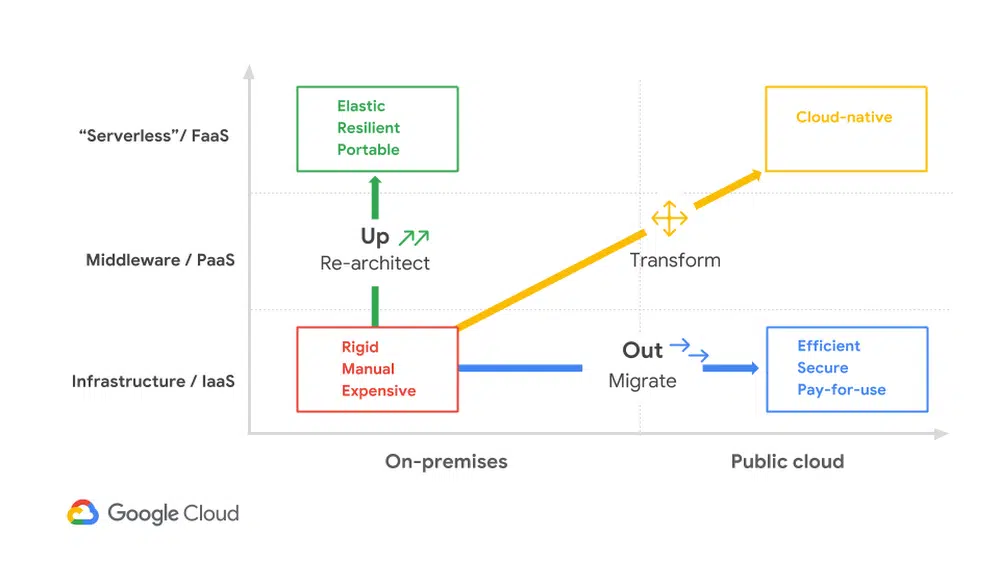 "Serverless"/ FaaS
Elastic
Resilient
Portable
Cloud-native
Middleware / PaaS
Up
Re-architect
Transform
Infrastructure / IaaS
Rigid
Manual
Expensive
Out
Migrate
Efficient
Secure
Pay-for-use
On-premises
Public cloud
Google Cloud